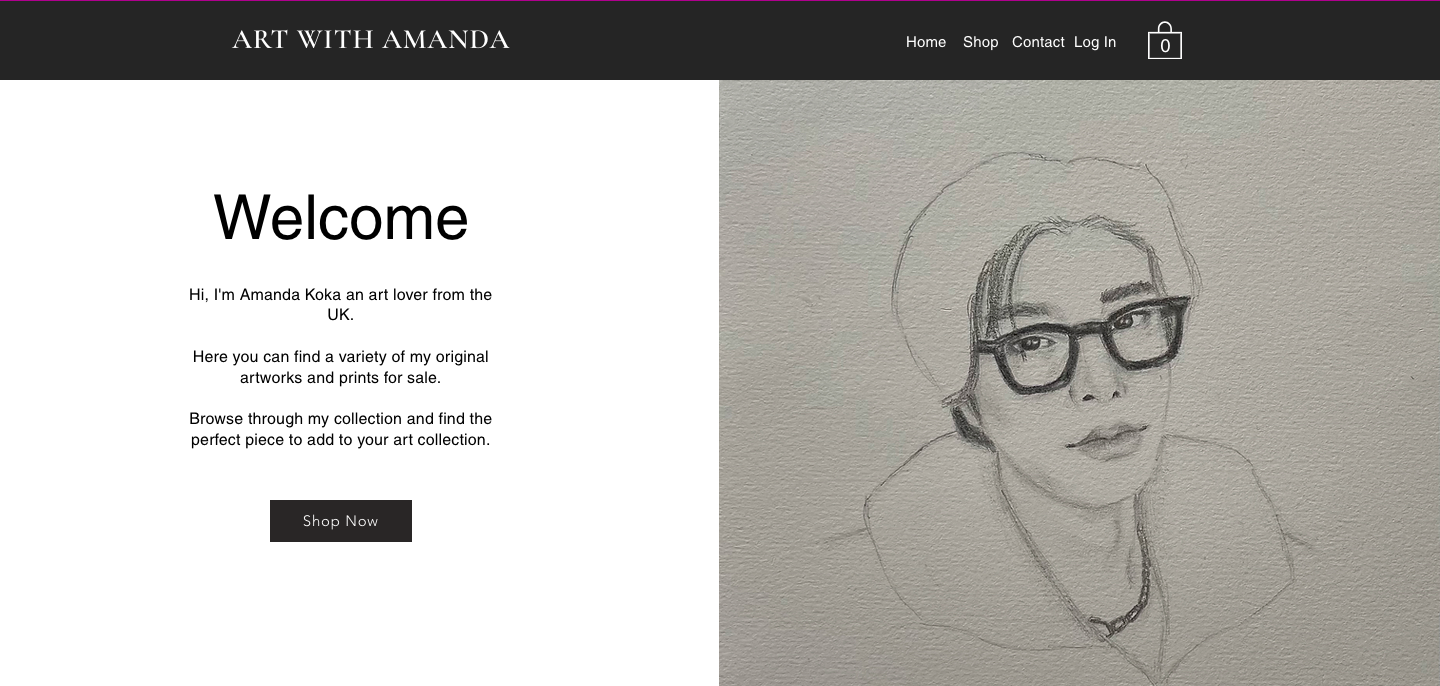 ART WITH AMANDA
Home Shop Contact Log In 0
Welcome
Hi, I'm Amanda Koka an art lover from the
UK.
Here you can find a variety of my original
artworks and prints for sale.
Browse through my collection and find the
perfect piece to add to your art collection.
Shop Now